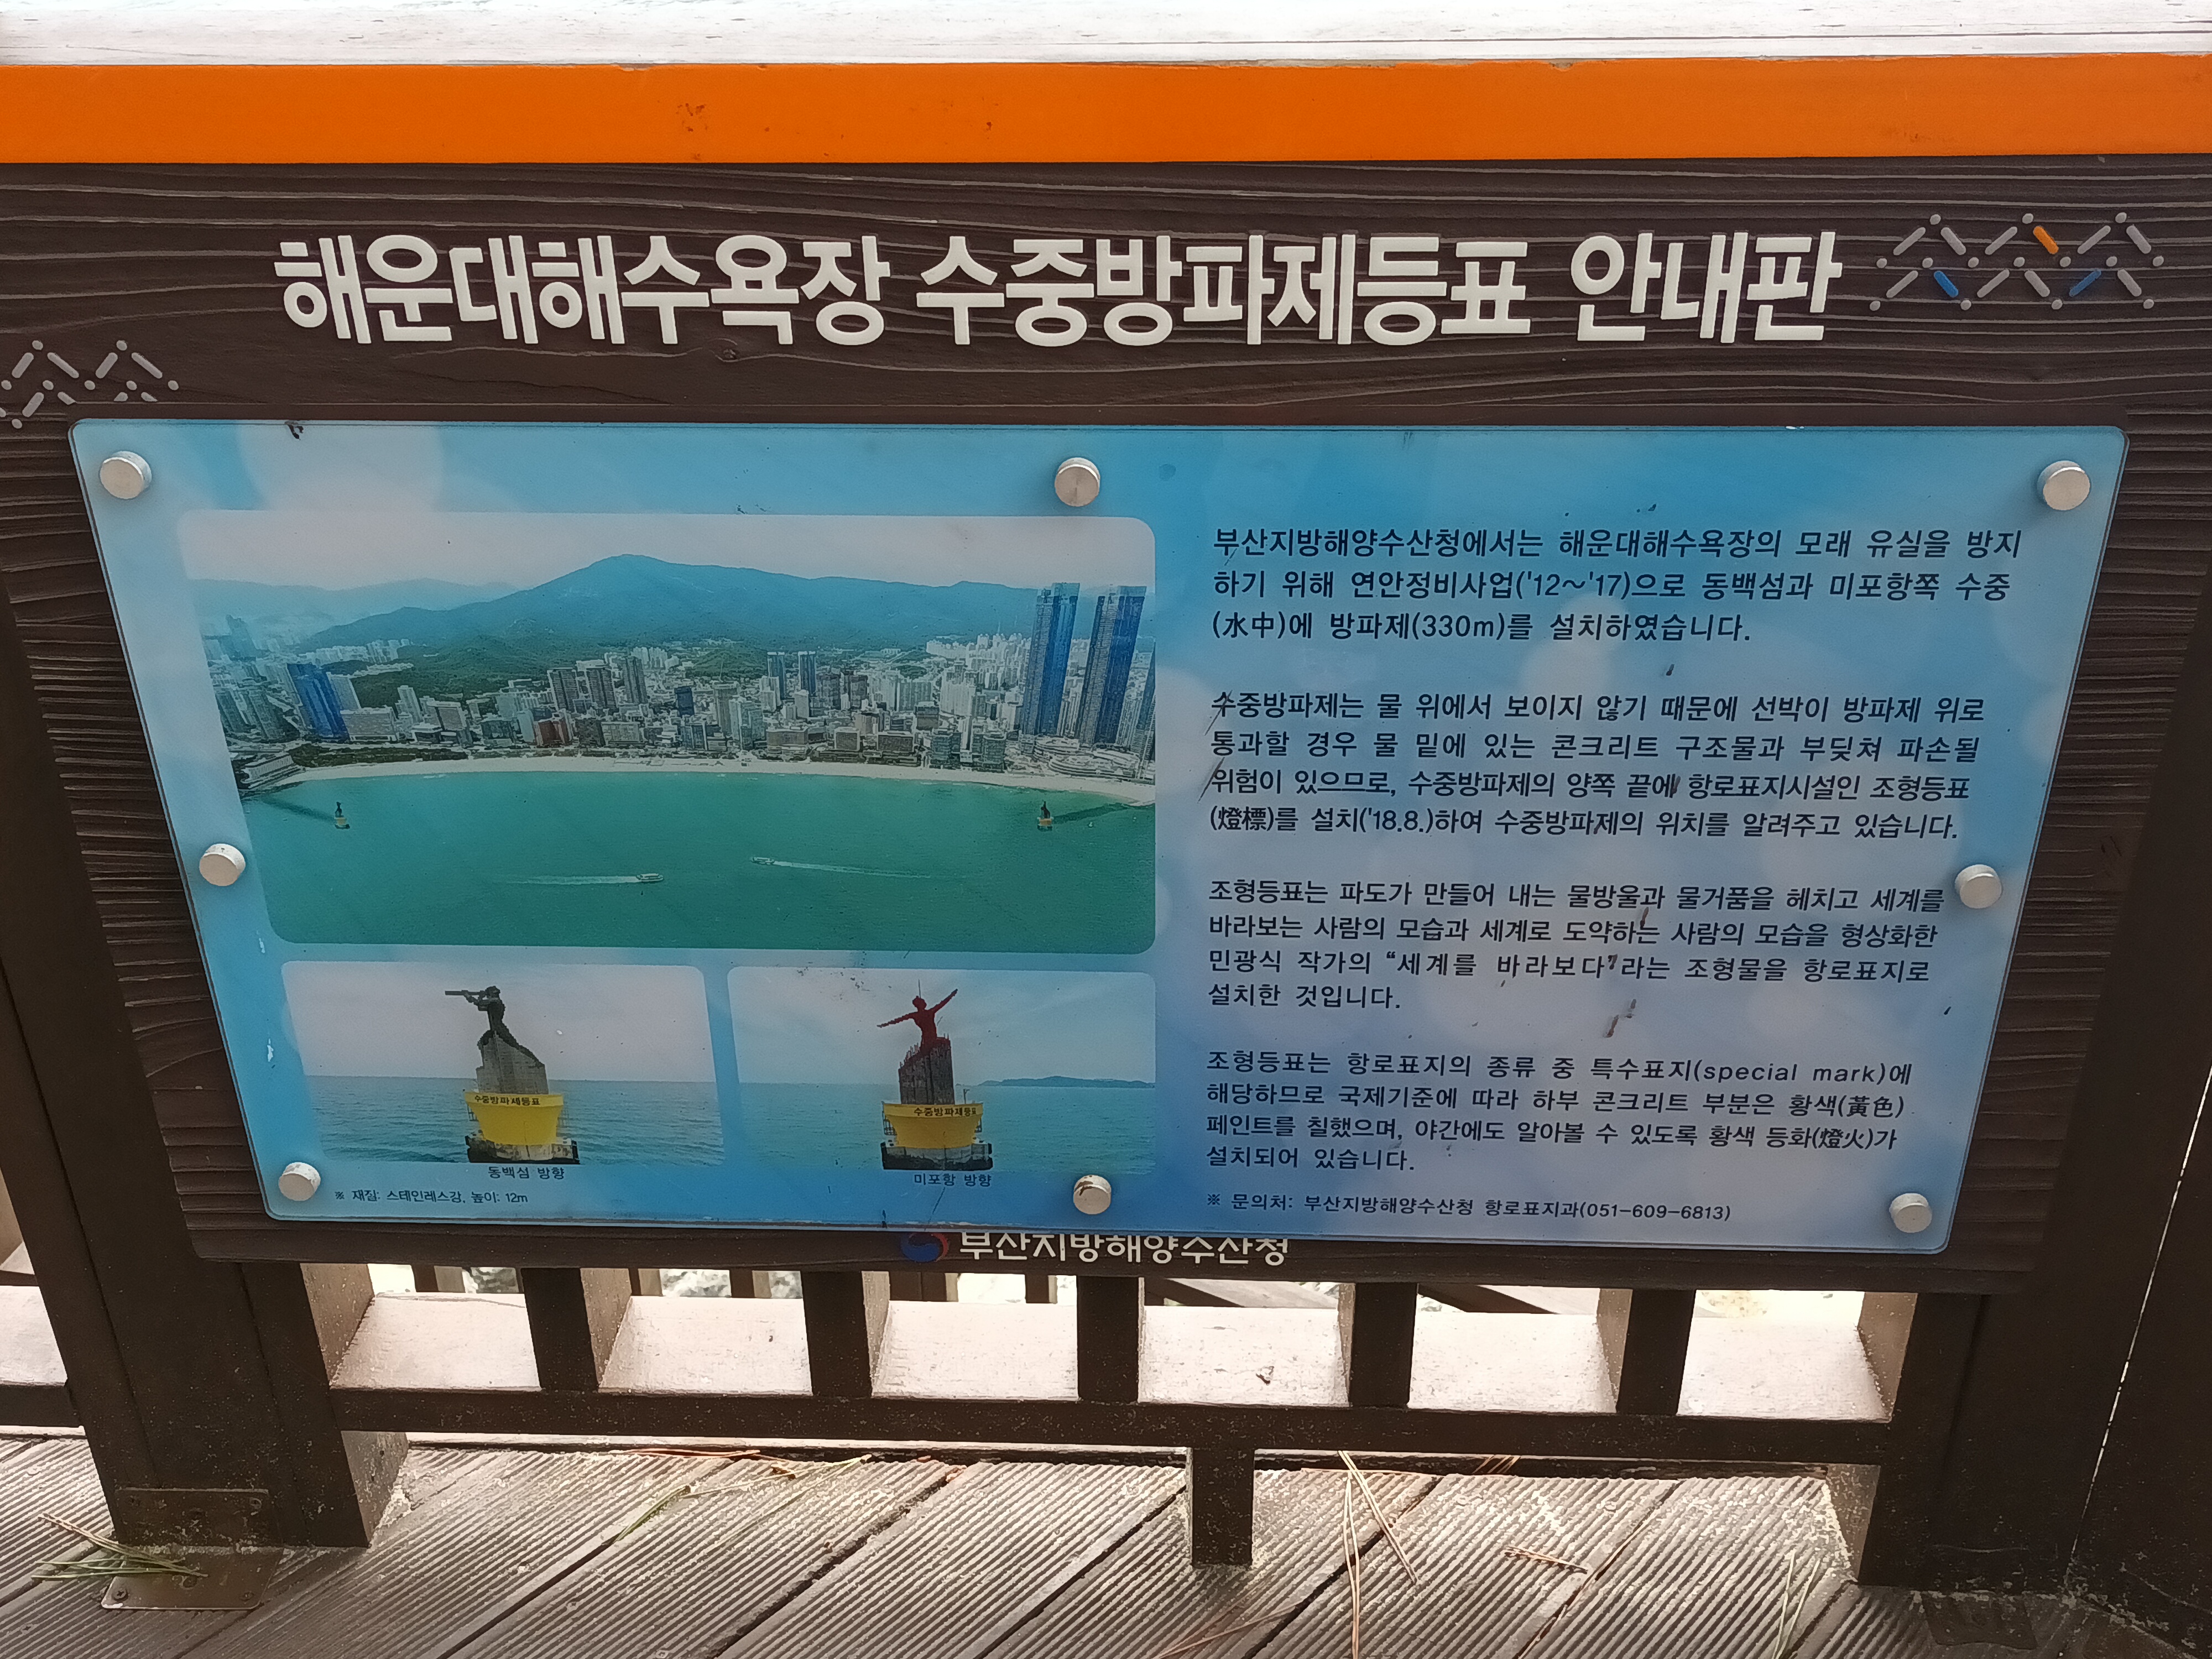 해운대해수욕장 수중방파제등표 안내판
부산지방해양수산청에서는 해운대해수욕장의 모래 유실을 방지
하기 위해 연안정비사업('12~'17)으로 동백섬과 미포항쪽 수중
(水中)에 방파제(330m)를 설치하였습니다.
수중방파제는 물 위에서 보이지 않기 때문에 선박이 방파제 위로
통과할 경우 물 밑에 있는 콘크리트 구조물과 부딪쳐 파손될
위험이 있으므로, 수중방파제의 양쪽 끝에 항로표지시설인 조형등표
(燈標)를 설치('18.8.)하여 수중방파제의 위치를 알려주고 있습니다.
조형등표는 파도가 만들어 내는 물방울과 물거품을 헤치고 세계를
바라보는 사람의 모습과 세계로 도약하는 사람의 모습을 형상화한
민광식 작가의 “세계를 바라보다”라는 조형물을 항로표지로
설치한 것입니다.
조형등표는 항로표지의 종류 중 특수표지(special mark)에
해당하므로 국제기준에 따라 하부 콘크리트 부분은 황색(黃色)
페인트를 칠했으며, 야간에도 알아볼 수 있도록 황색 등화(燈火)가
설치되어 있습니다.
※ 문의처: 부산지방해양수산청 항로표지과(051-609-6813)
수중방파제등표
수중방파제등표
동백섬 방향
미포항 방향
※ 재질: 스테인레스강, 높이: 12m
부산지방해양수산청